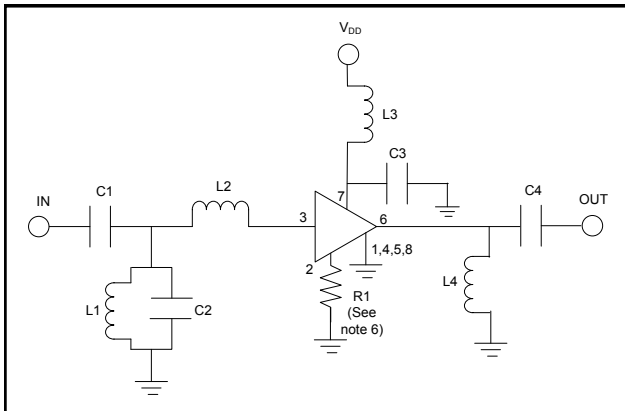 VDD
L3
C3
IN
C1
L2
3
7
6
1,4,5,8
2
C4
OUT
L1
C2
R1
(See
note 6)
L4